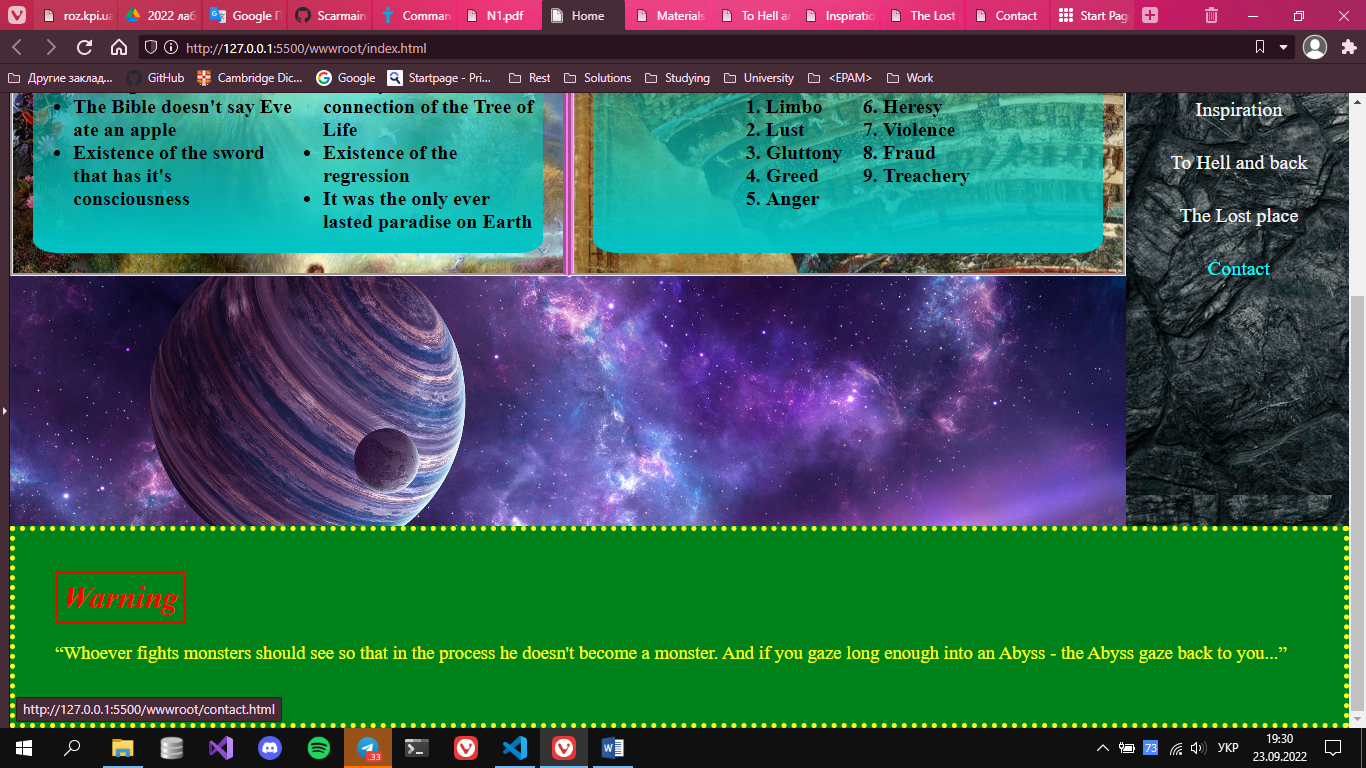 roz.kpi.ua
2022 лаб
Google П
Scarmain
Comman
N1.pdf
Home
Materials
To Hell an
Inspiratio
The Lost
Contact
Start Pag
http://127.0.0.1:5500/wwwroot/index.html
Другие заклад...
GitHub
Cambridge Dic...
Google
Startpage - Pri...
Rest
Solutions
Studying
University
<EPAM>
Work
The Bible doesn't say Eve
ate an apple
Existence of the sword
that has it's
consciousness
connection of the Tree of
Life
Existence of the
regression
It was the only ever
lasted paradise on Earth
1. Limbo
2. Lust
3. Gluttony
4. Greed
5. Anger
6. Heresy
7. Violence
8. Fraud
9. Treachery
Inspiration
To Hell and back
The Lost place
Contact
Warning
“Whoever fights monsters should see so that in the process he doesn't become a monster. And if you gaze long enough into an Abyss - the Abyss gaze back to you...”
http://127.0.0.1:5500/wwwroot/contact.html
.33
73
УКР
19:30
23.09.2022